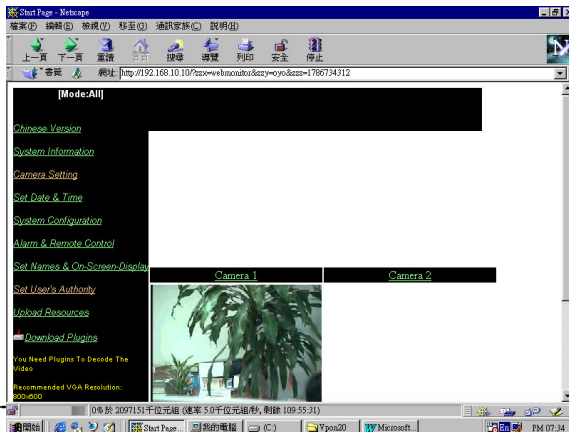 Start Page - Netscape
檔案(F) 編輯(E) 檢視(V) 移至(G) 通訊家族(C) 說明(H)
上一頁 下一頁 重讀 首頁 搜尋 導覽 列印 安全 停止
書籤 網址: http://192.168.10.10/?zzx=webmonitor&zzy=oyo&zzz=1786734312
[Mode:All]
Chinese Version
System Information
Camera Setting
Set Date & Time
System Configuration
Alarm & Remote Control
Set Names & On-Screen-Display
Camera 1 Camera 2
Set User's Authority
Upload Resources
Download Plugins
You Need Plugins To Decode The
Video
Recommended VGA Resolution:
800x600
0% 於 2097151千位元組 (速率 5.0千位元組/秒, 剩餘 109:55:31)
開始 Start Page... 我的電腦 (C:) Vpon20 Microsoft... En PM 07:34